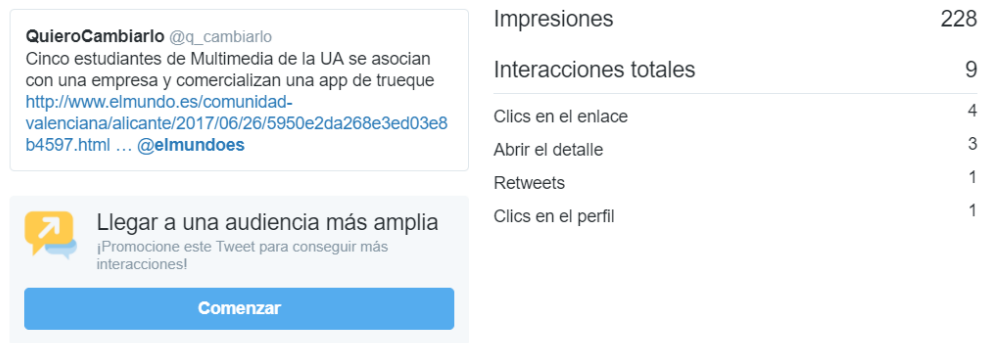 QuieroCambiarlo @q_cambiarlo
Cinco estudiantes de Multimedia de la UA se asocian
con una empresa y comercializan una app de trueque
http://www.elmundo.es/comunidad-
valenciana/alicante/2017/06/26/5950e2da268e3ed03e8
b4597.html … @elmundoes
Llegar a una audiencia más amplia
¡Promocione este Tweet para conseguir más
interacciones!
Comenzar
Impresiones 228
Interacciones totales 9
Clics en el enlace 4
Abrir el detalle 3
Retweets 1
Clics en el perfil 1